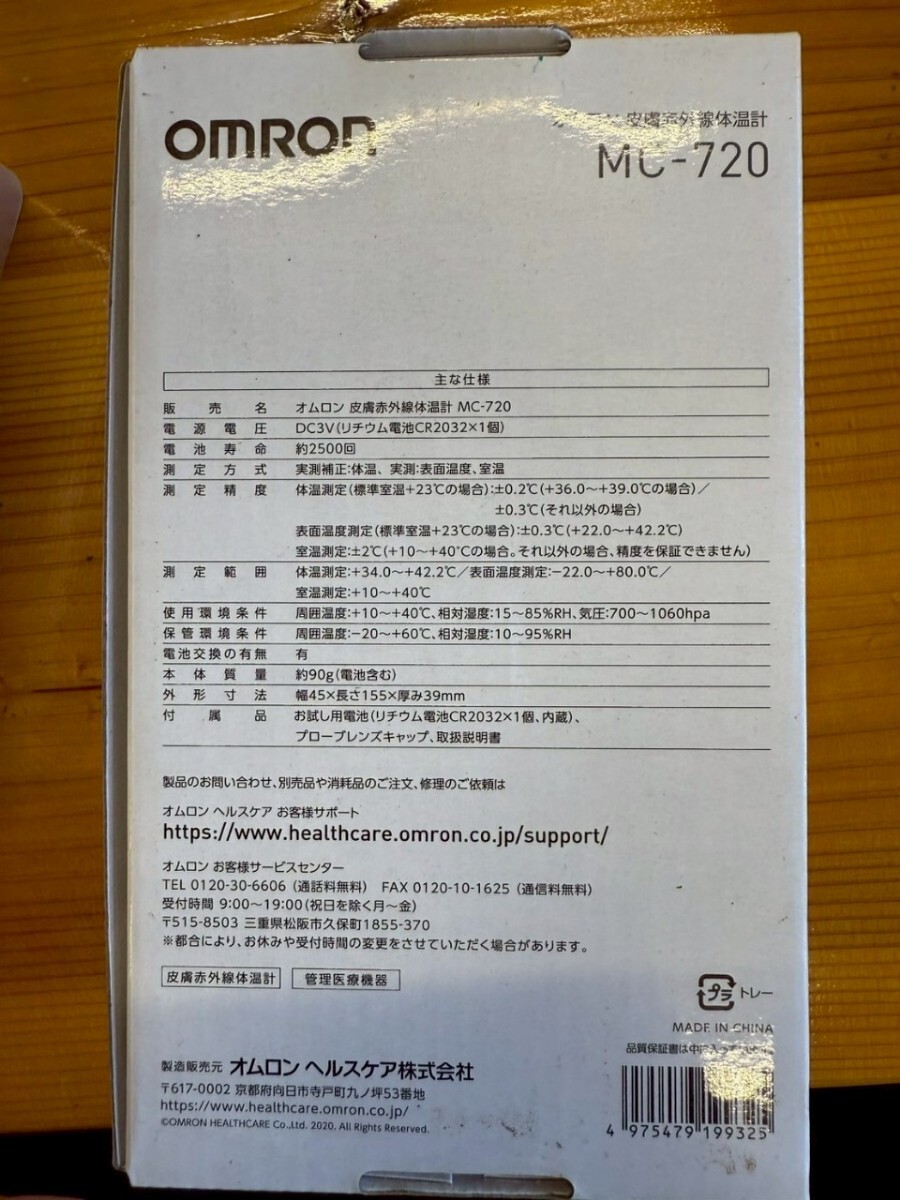 OMRON
皮膚赤外線体温計
MC-720
主な仕様
販売名 オムロン 皮膚赤外線体温計 MC-720
電源電圧 DC3V(リチウム電池CR2032×1個)
電池寿命 約2500回
測定方式 実測補正:体温、実測:表面温度、室温
測定精度 体温測定(標準室温+23℃の場合):±0.2℃(+36.0～+39.0℃の場合)／
±0.3℃(それ以外の場合)
表面温度測定(標準室温+23℃の場合):±0.3℃(+22.0～+42.2℃)
室温測定:±2℃(+10～+40℃の場合。それ以外の場合、精度を保証できません)
測定範囲 体温測定:+34.0～+42.2℃／表面温度測定:−22.0～+80.0℃／
室温測定:+10～+40℃
使用環境条件 周囲温度:+10～+40℃、相対湿度:15～85%RH、気圧:700～1060hpa
保管環境条件 周囲温度:−20～+60℃、相対湿度:10～95%RH
電池交換の有無 有
本体質量 約90g(電池含む)
外形寸法 幅45×長さ155×厚み39mm
付属品 お試し用電池(リチウム電池CR2032×1個、内蔵)、
プローブレンズキャップ、取扱説明書
製品のお問い合わせ、別売品や消耗品のご注文、修理のご依頼は
オムロン ヘルスケア お客様サポート
https://www.healthcare.omron.co.jp/support/
オムロン お客様サービスセンター
TEL 0120-30-6606 (通話料無料) FAX 0120-10-1625 (通信料無料)
受付時間 9:00～19:00(祝日を除く月～金)
〒515-8503 三重県松阪市久保町1855-370
※都合により、お休みや受付時間の変更をさせていただく場合があります。
皮膚赤外線体温計 管理医療機器
プラ トレー
MADE IN CHINA
品質保証書は中に入って
製造販売元 オムロン ヘルスケア株式会社
〒617-0002 京都府向日市寺戸町九ノ坪53番地
https://www.healthcare.omron.co.jp/
©OMRON HEALTHCARE Co.,Ltd. 2020. All Rights Reserved.
4 975479 199325